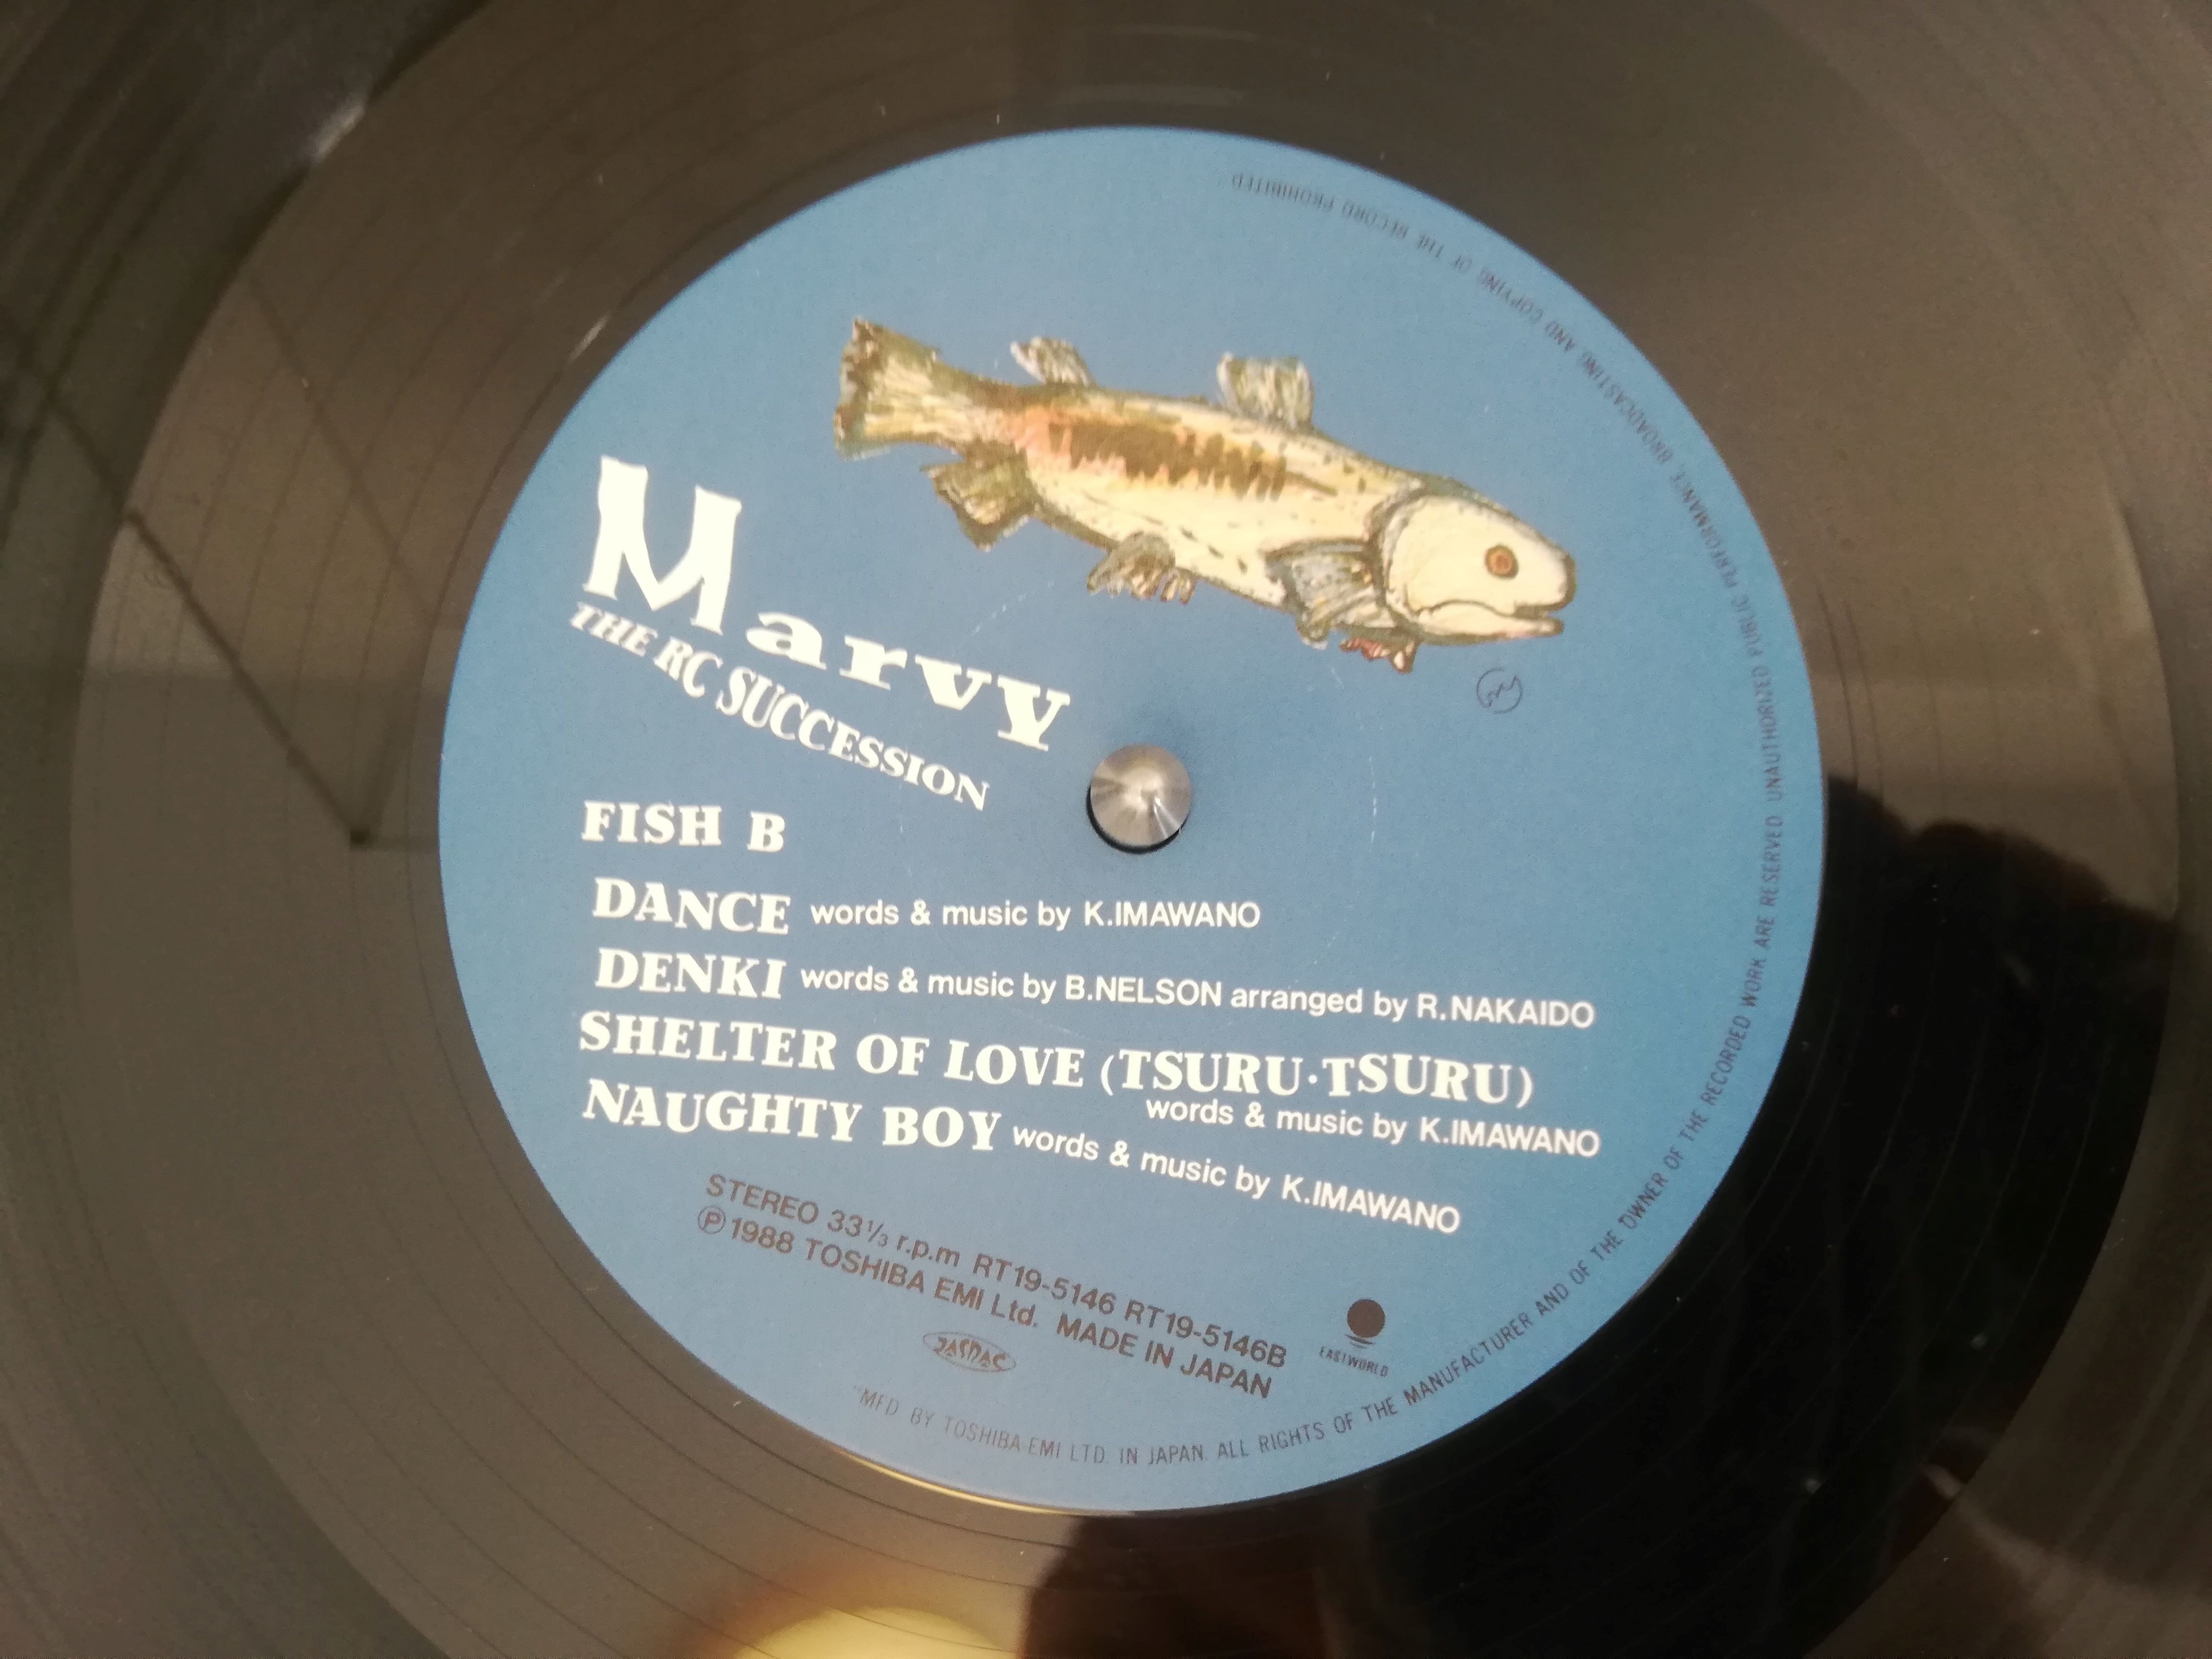 Marvy
THE RC SUCCESSION
FISH B
DANCE words & music by K.IMAWANO
DENKI words & music by B.NELSON arranged by R.NAKAIDO
SHELTER OF LOVE (TSURU·TSURU)
words & music by K.IMAWANO
NAUGHTY BOY words & music by K.IMAWANO
STEREO 33⅓ r.p.m RT19-5146 RT19-5146B
Ⓟ1988 TOSHIBA EMI Ltd. MADE IN JAPAN
JASRAC
EASTWORLD
"MFD BY TOSHIBA-EMI LTD. IN JAPAN. ALL RIGHTS OF THE MANUFACTURER AND OF THE OWNER OF THE RECORDED WORK ARE RESERVED UNAUTHORIZED PUBLIC PERFORMANCE, BROADCASTING AND COPYING OF THE RECORD PROHIBITED"